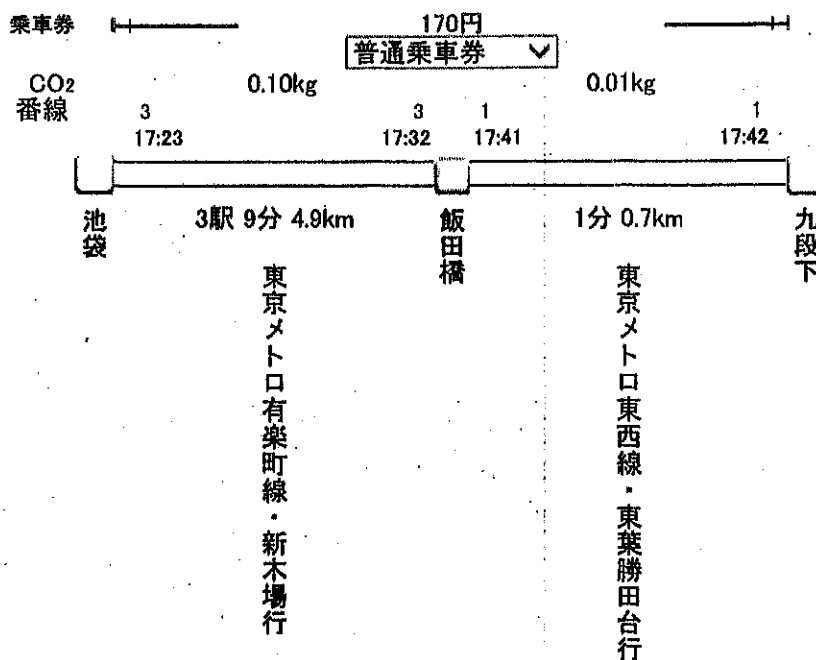 乗車券 170円
普通乗車券
CO2 0.10kg 0.01kg
番線 3 3 1 1
17:23 17:32 17:41 17:42
池袋 3駅 9分 4.9km 飯田橋 1分 0.7km 九段下
東京メトロ有楽町線・新木場行
東京メトロ東西線・東葉勝田台行